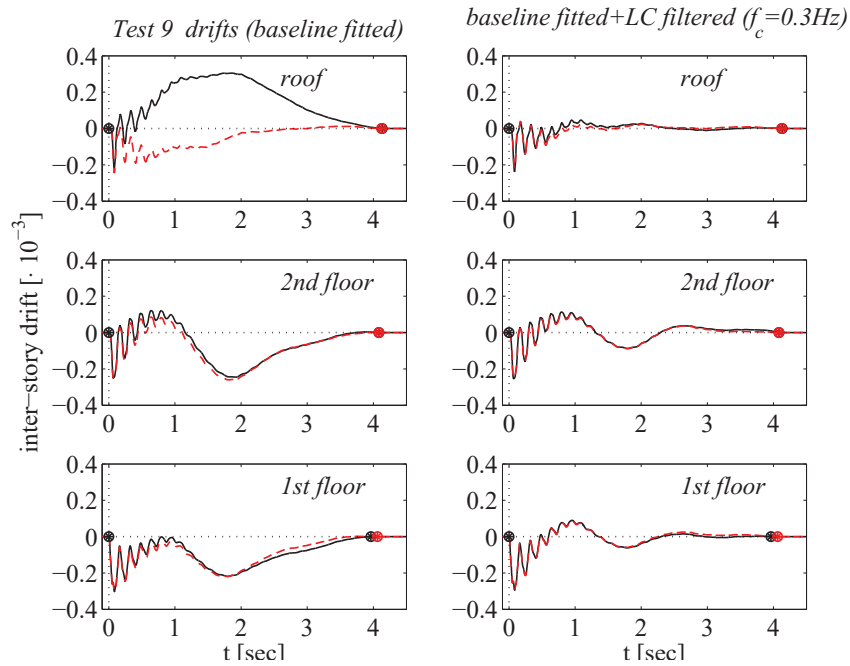 Test 9 drifts (baseline fitted)
baseline fitted+LC filtered (f_c=0.3Hz)
inter−story drift [· 10⁻³]
0.4
0.2
0
−0.2
−0.4
roof
0 1 2 3 4
0.4
0.2
0
−0.2
−0.4
roof
0 1 2 3 4
0.4
0.2
0
−0.2
−0.4
2nd floor
0 1 2 3 4
0.4
0.2
0
−0.2
−0.4
2nd floor
0 1 2 3 4
0.4
0.2
0
−0.2
−0.4
1st floor
0 1 2 3 4
t [sec]
0.4
0.2
0
−0.2
−0.4
1st floor
0 1 2 3 4
t [sec]